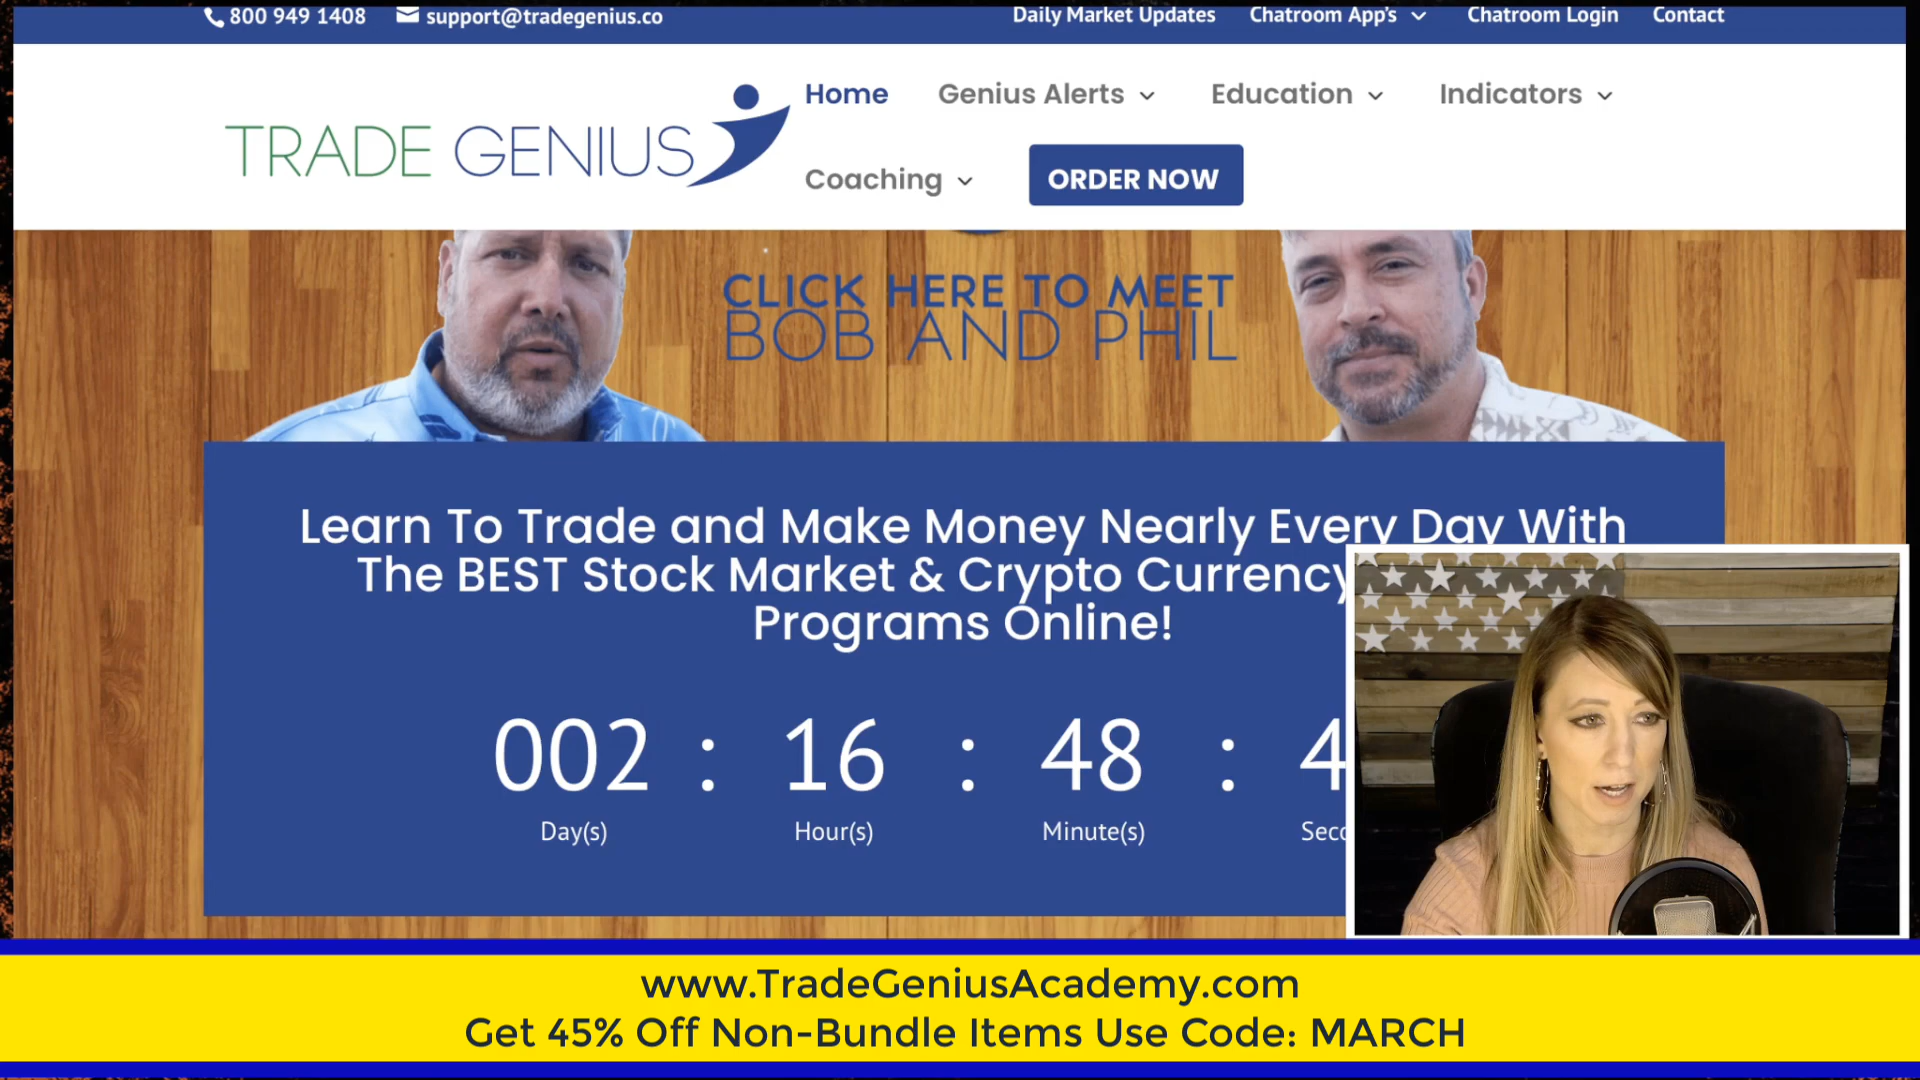 800 949 1408 support@tradegenius.co Daily Market Updates Chatroom App's Chatroom Login Contact
TRADE GENIUS
Home Genius Alerts Education Indicators
Coaching ORDER NOW
CLICK HERE TO MEET
BOB AND PHIL
Learn To Trade and Make Money Nearly Every Day With
The BEST Stock Market & Crypto Currency
Programs Online!
002 : 16 : 48 : 4
Day(s) Hour(s) Minute(s)
www.TradeGeniusAcademy.com
Get 45% Off Non-Bundle Items Use Code: MARCH